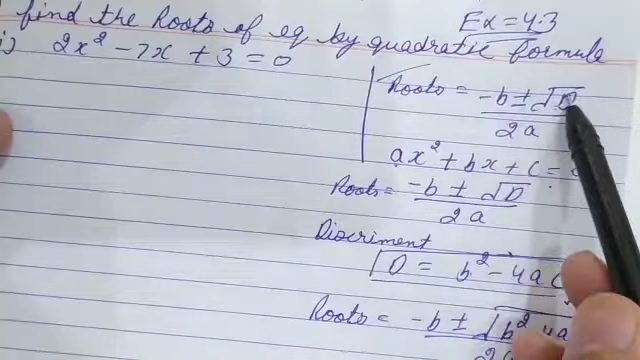 Ex = 4.3
find the Roots of eq by quadratic formula
i) 2x² - 7x + 3 = 0
Roots = -b ± √D
2a
ax² + bx + c =
Roots = -b ± √D
2a
Discriment
D = b² - 4ac
Roots = -b ± √b² 4a
2a